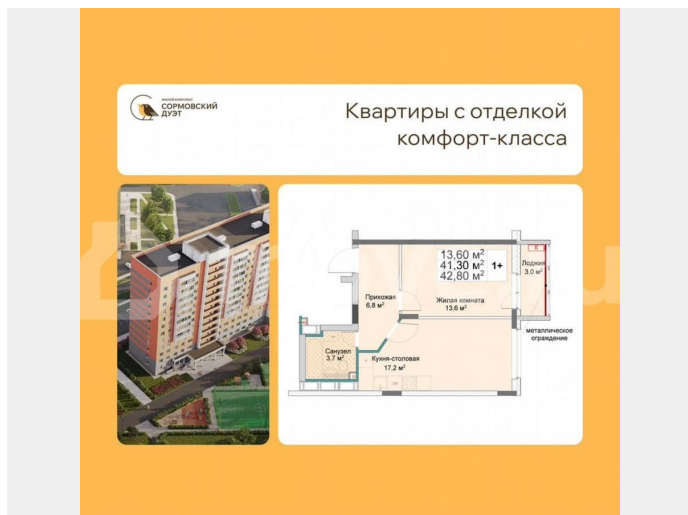 ЖИЛОЙ КОМПЛЕКС
СОРМОВСКИЙ
ДУЭТ
Квартиры с отделкой
комфорт-класса
13,60 м²
41,30 м²
42,80 м²
1+
Лоджия
3.0 м²
Прихожая
6,8 м²
Жилая комната
13,6 м²
металлическое
ограждение
Санузел
3.7 м²
Кухня-столовая
17,2 м²